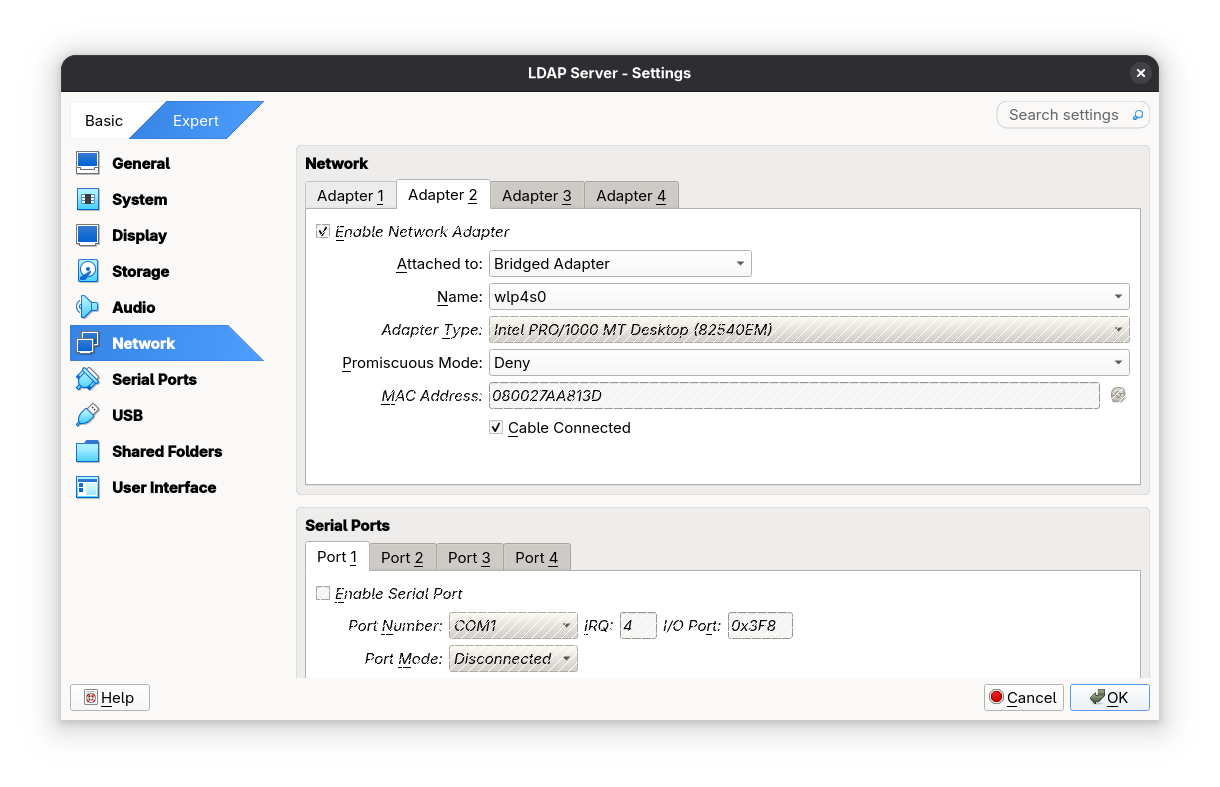 LDAP Server - Settings
Basic
Expert
Search settings
General
System
Display
Storage
Audio
Network
Serial Ports
USB
Shared Folders
User Interface
Network
Adapter 1 Adapter 2 Adapter 3 Adapter 4
Enable Network Adapter
Attached to: Bridged Adapter
Name: wlp4s0
Adapter Type: Intel PRO/1000 MT Desktop (82540EM)
Promiscuous Mode: Deny
MAC Address: 080027AA813D
Cable Connected
Serial Ports
Port 1 Port 2 Port 3 Port 4
Enable Serial Port
Port Number: COM1 IRQ: 4 I/O Port: 0x3F8
Port Mode: Disconnected
Help
Cancel
OK